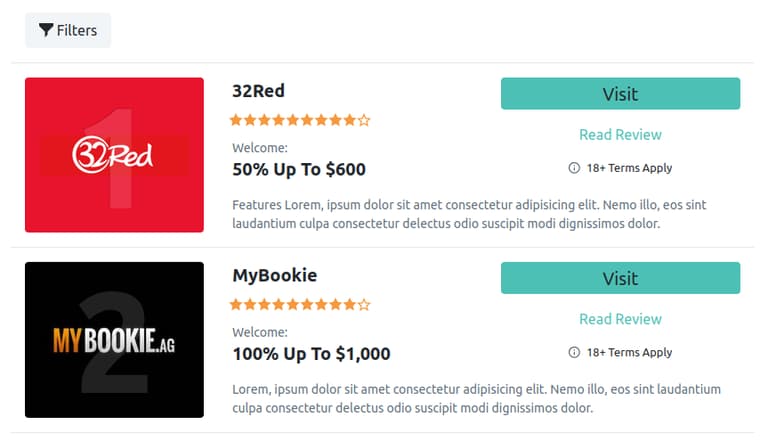 Filters
1
32Red
32Red
Welcome:
50% Up To $600
Features Lorem, ipsum dolor sit amet consectetur adipisicing elit. Nemo illo, eos sint
laudantium culpa consectetur delectus odio suscipit modi dignissimos dolor.
Visit
Read Review
18+ Terms Apply
2
MYBOOKIE.AG
MyBookie
Welcome:
100% Up To $1,000
Lorem, ipsum dolor sit amet consectetur adipisicing elit. Nemo illo, eos sint laudantium
culpa consectetur delectus odio suscipit modi dignissimos dolor.
Visit
Read Review
18+ Terms Apply